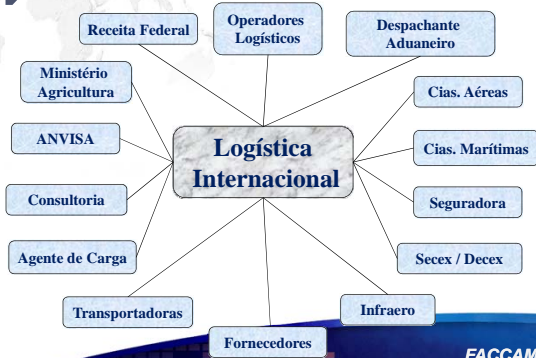 Receita Federal
Operadores
Logísticos
Despachante
Aduaneiro
Ministério
Agricultura
Cias. Aéreas
ANVISA
Logística
Internacional
Cias. Marítimas
Consultoria
Seguradora
Agente de Carga
Secex / Decex
Transportadoras
Infraero
Fornecedores
FACCAM